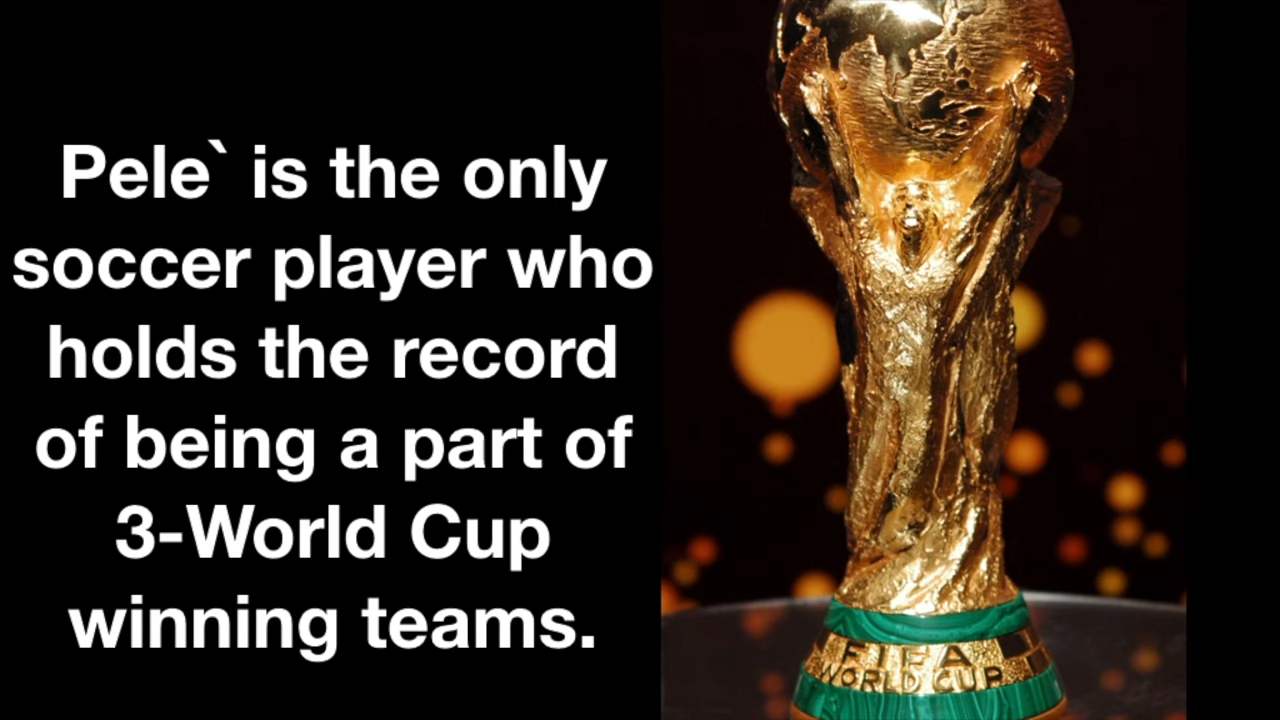 Pele` is the only
soccer player who
holds the record
of being a part of
3-World Cup
winning teams.
FIFA
WORLD CUP